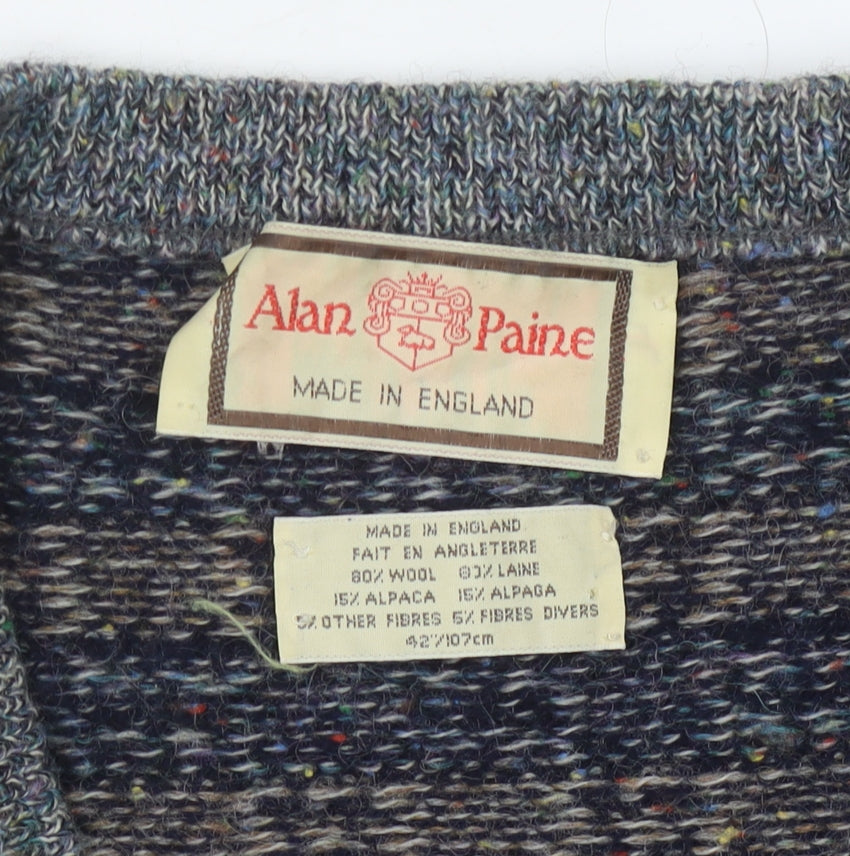 Alan Paine
MADE IN ENGLAND
MADE IN ENGLAND
FAIT EN ANGLETERRE
80% WOOL 80% LAINE
15% ALPACA 15% ALPAGA
5% OTHER FIBRES 5% FIBRES DIVERS
42"/107cm